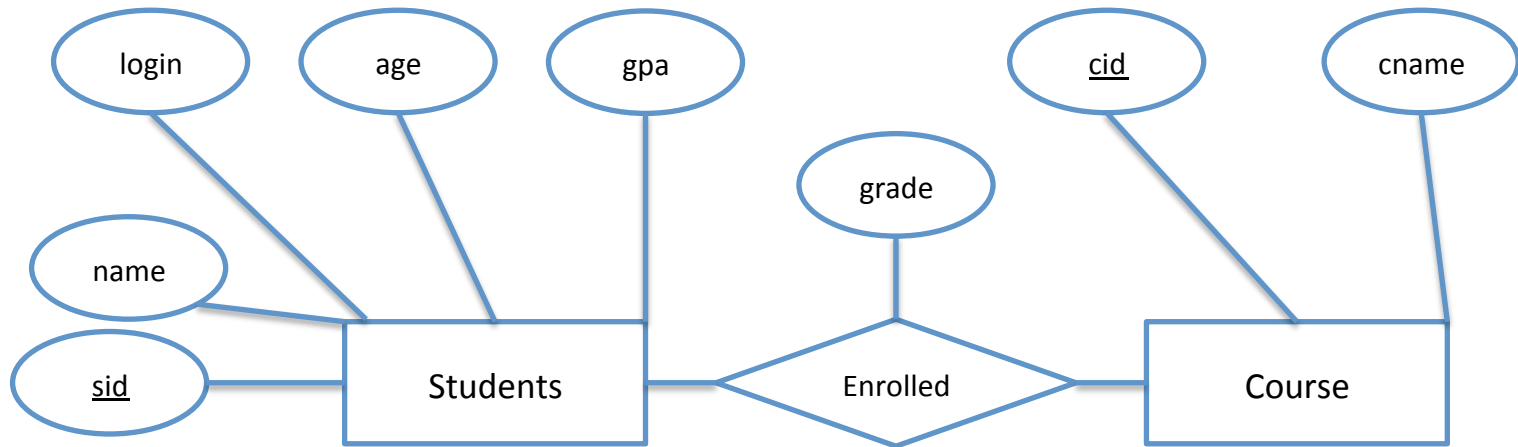 login
age
gpa
cid
cname
grade
name
sid
Students
Enrolled
Course